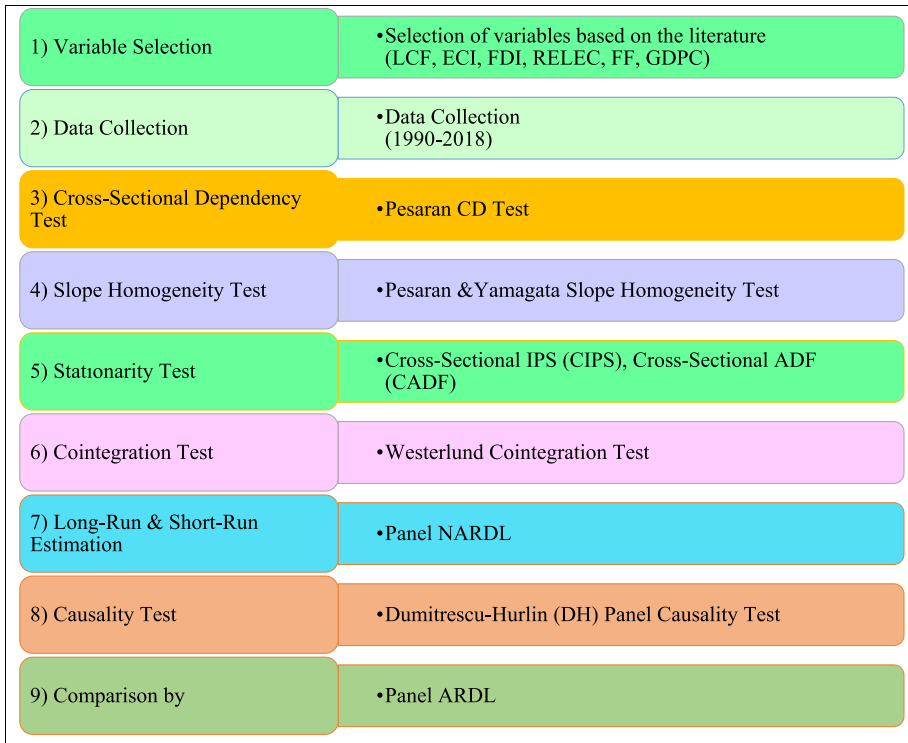 1) Variable Selection
•Selection of variables based on the literature
(LCF, ECI, FDI, RELEC, FF, GDPC)
2) Data Collection
•Data Collection
(1990-2018)
3) Cross-Sectional Dependency
Test
•Pesaran CD Test
4) Slope Homogeneity Test
•Pesaran &Yamagata Slope Homogeneity Test
5) Statıonarity Test
•Cross-Sectional IPS (CIPS), Cross-Sectional ADF
(CADF)
6) Cointegration Test
•Westerlund Cointegration Test
7) Long-Run & Short-Run
Estimation
•Panel NARDL
8) Causality Test
•Dumitrescu-Hurlin (DH) Panel Causality Test
9) Comparison by
•Panel ARDL